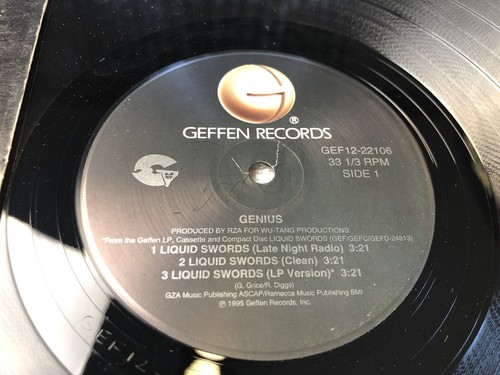 G
®
GEFFEN RECORDS
GEF12-22106
33 1/3 RPM
SIDE 1
GENIUS
PRODUCED BY RZA FOR WU-TANG PRODUCTIONS
*From the Geffen LP, Cassette and Compact Disc LIQUID SWORDS (GEF/GEFC/GEFD-24813)
1 LIQUID SWORDS (Late Night Radio) 3:21
2 LIQUID SWORDS (Clean) 3:21
3 LIQUID SWORDS (LP Version)* 3:21
(G. Grice/R. Diggs)
GZA Music Publishing ASCAP/Ramecca Music Publishing BMI
℗ 1995 Geffen Records, Inc.
GEF12